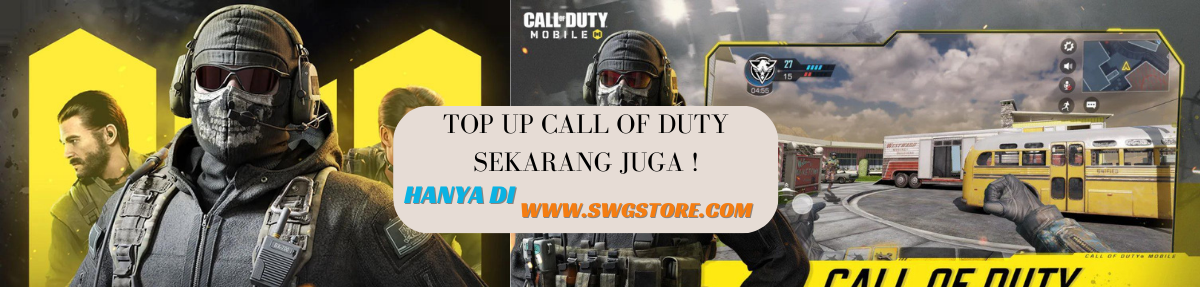 CALL OF DUTY
MOBILE
27
15
04:55
TOP UP CALL OF DUTY
SEKARANG JUGA !
HANYA DI
WWW.SWGSTORE.COM
CALL OF DUTY MOBILE
CALL OF DUTY